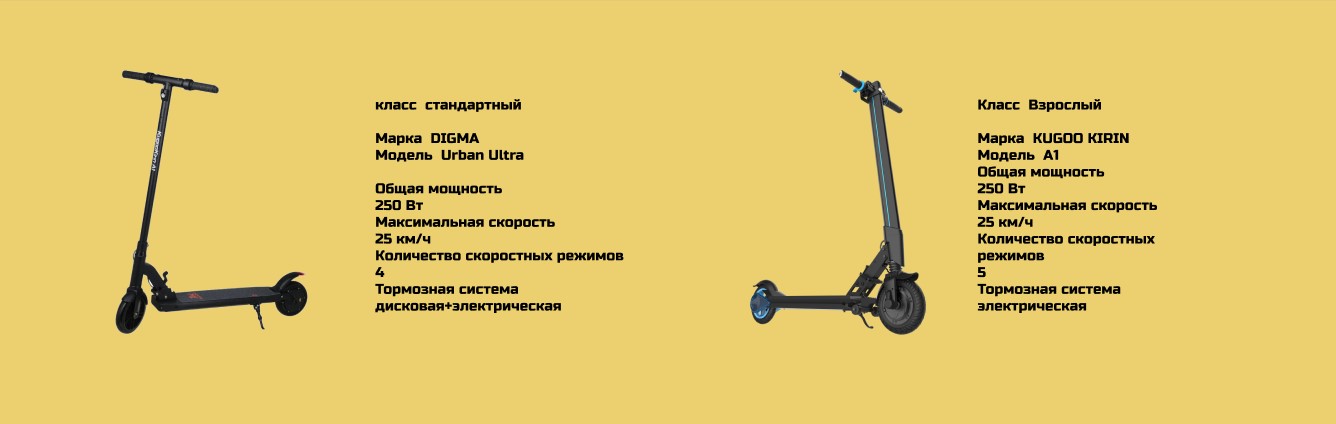 класс стандартный
Марка DIGMA
Модель Urban Ultra
Общая мощность
250 Вт
Максимальная скорость
25 км/ч
Количество скоростных режимов
4
Тормозная система
дисковая+электрическая
Класс Взрослый
Марка KUGOO KIRIN
Модель A1
Общая мощность
250 Вт
Максимальная скорость
25 км/ч
Количество скоростных
режимов
5
Тормозная система
электрическая